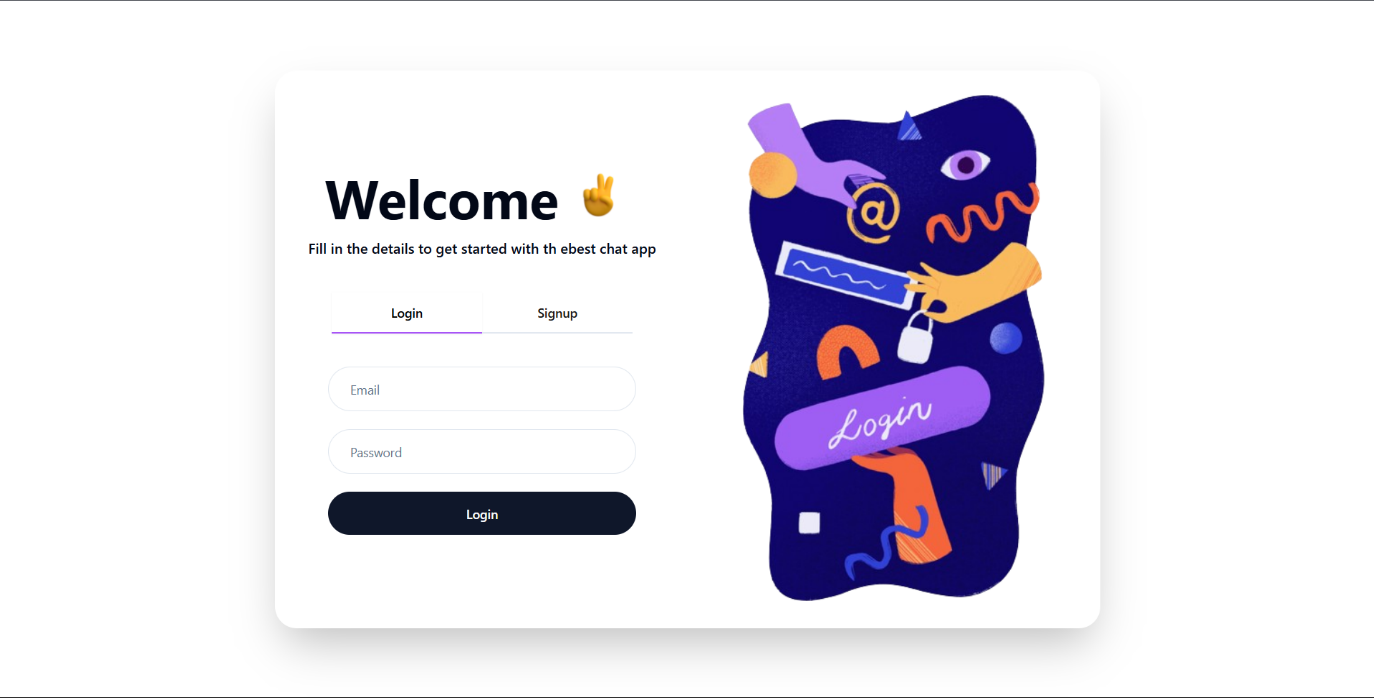 Welcome ✌
Fill in the details to get started with th ebest chat app
Login Signup
Email
Password
Login
@
Login